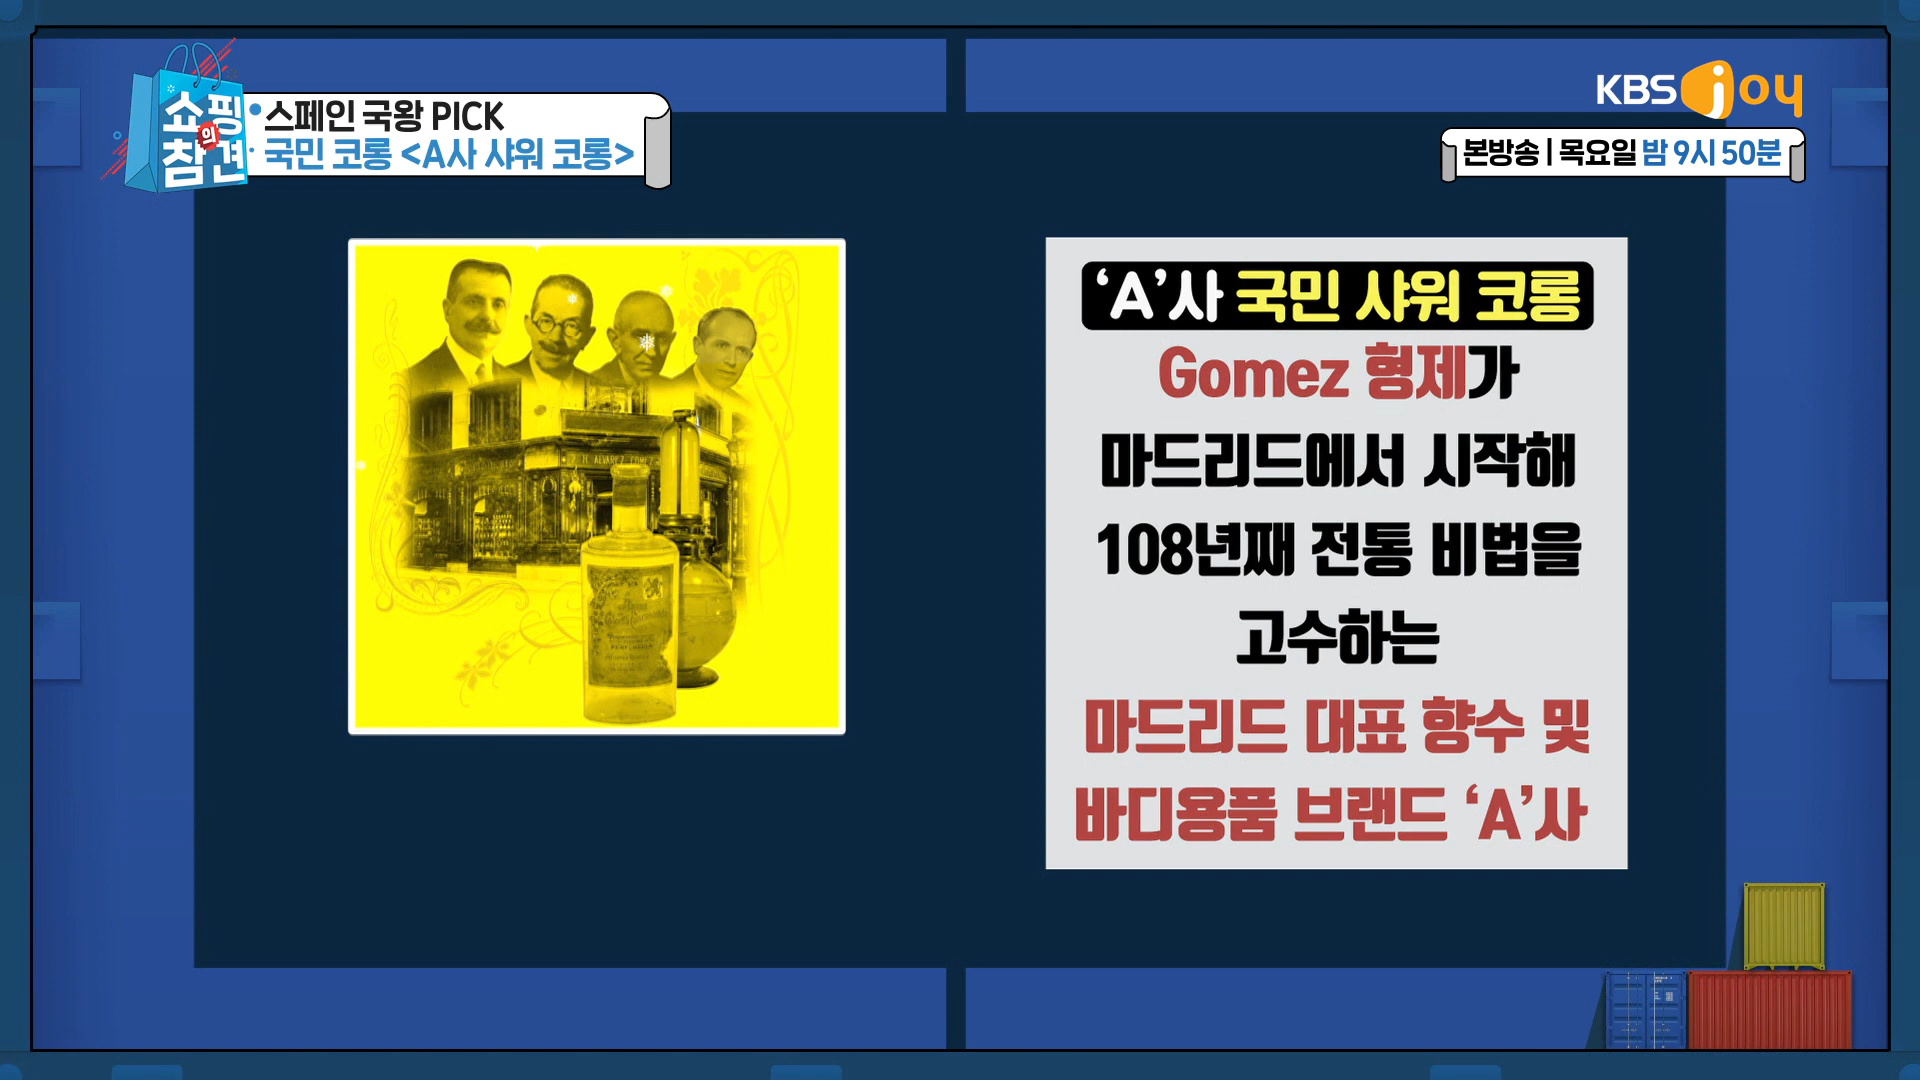 쇼핑의 참견
스페인 국왕 PICK
국민 코롱 <A사 샤워 코롱>
KBS joy
본방송 | 목요일 밤 9시 50분
‘A’사 국민 샤워 코롱
Gomez 형제가
마드리드에서 시작해
108년째 전통 비법을
고수하는
마드리드 대표 향수 및
바디용품 브랜드 ‘A’사
H. ALVAREZ GOMEZ